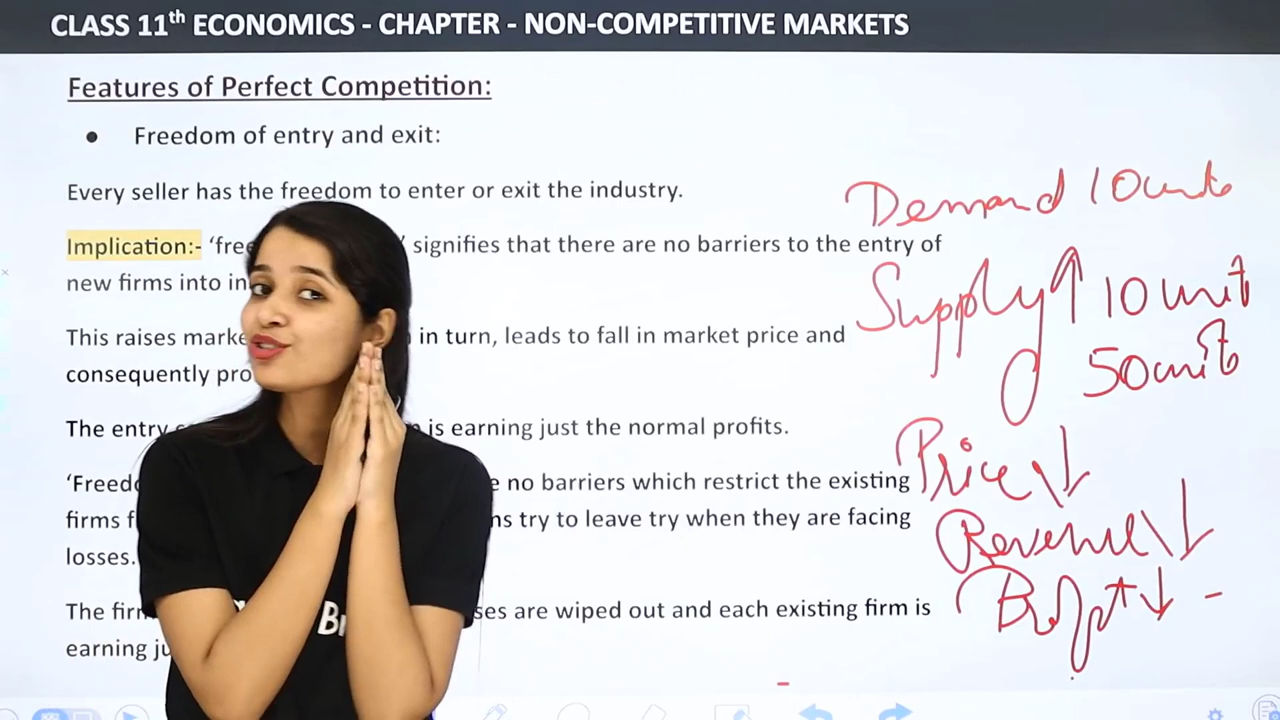 CLASS 11th ECONOMICS - CHAPTER - NON-COMPETITIVE MARKETS
Features of Perfect Competition:
● Freedom of entry and exit:
Every seller has the freedom to enter or exit the industry.
Implication:- ‘free ’ signifies that there are no barriers to the entry of
new firms into in
This raises marke in turn, leads to fall in market price and
consequently pro
The entry is earning just the normal profits.
‘Freedo no barriers which restrict the existing
firms f ns try to leave try when they are facing
losses.
The firm ses are wiped out and each existing firm is
earning ju
Demand 10 units
Supply ↑ 10 unit
50 unit
Price ↓
Revenue ↓
Profit ↓ -